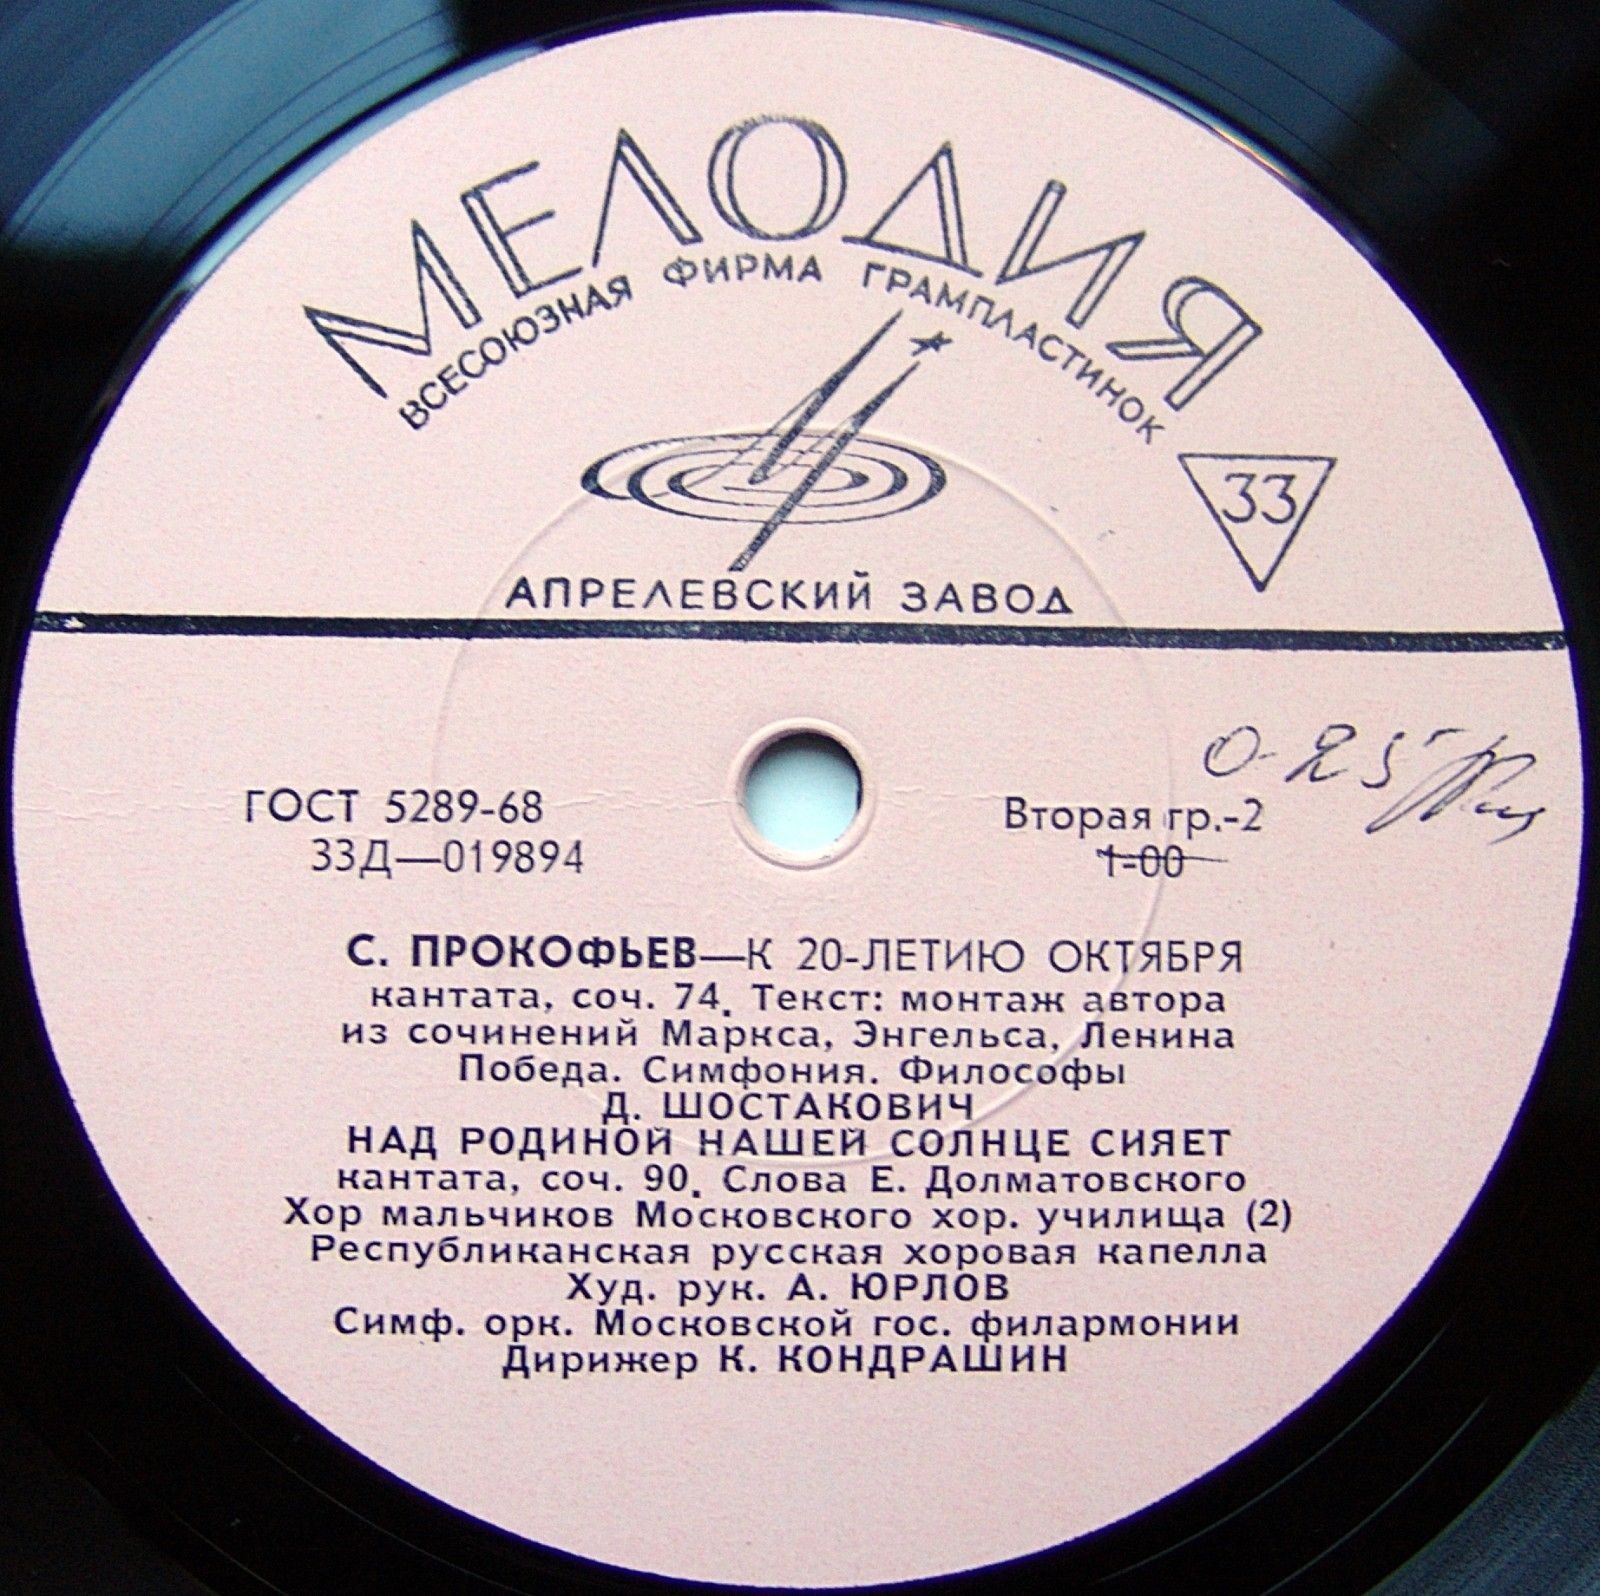 МЕЛОДИЯ
ВСЕСОЮЗНАЯ ФИРМА ГРАМПЛАСТИНОК
33
АПРЕЛЕВСКИЙ ЗАВОД
0-25
ГОСТ 5289-68
Вторая гр.-2
33Д—019894
1-00
С. ПРОКОФЬЕВ—К 20-ЛЕТИЮ ОКТЯБРЯ
кантата, соч. 74. Текст: монтаж автора
из сочинений Маркса, Энгельса, Ленина
Победа. Симфония. Философы
Д. ШОСТАКОВИЧ
НАД РОДИНОЙ НАШЕЙ СОЛНЦЕ СИЯЕТ
кантата, соч. 90. Слова Е. Долматовского
Хор мальчиков Московского хор. училища (2)
Республиканская русская хоровая капелла
Худ. рук. А. ЮРЛОВ
Симф. орк. Московской гос. филармонии
Дирижер К. КОНДРАШИН